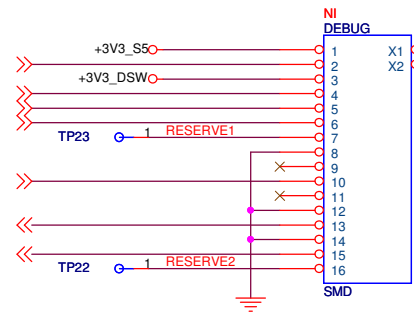 NI
DEBUG
+3V3_S5 1 X1
2 X2
+3V3_DSW 3
4
5
6
TP23 1 RESERVE1 7
8
9
10
11
12
13
14
15
TP22 1 RESERVE2 16
SMD